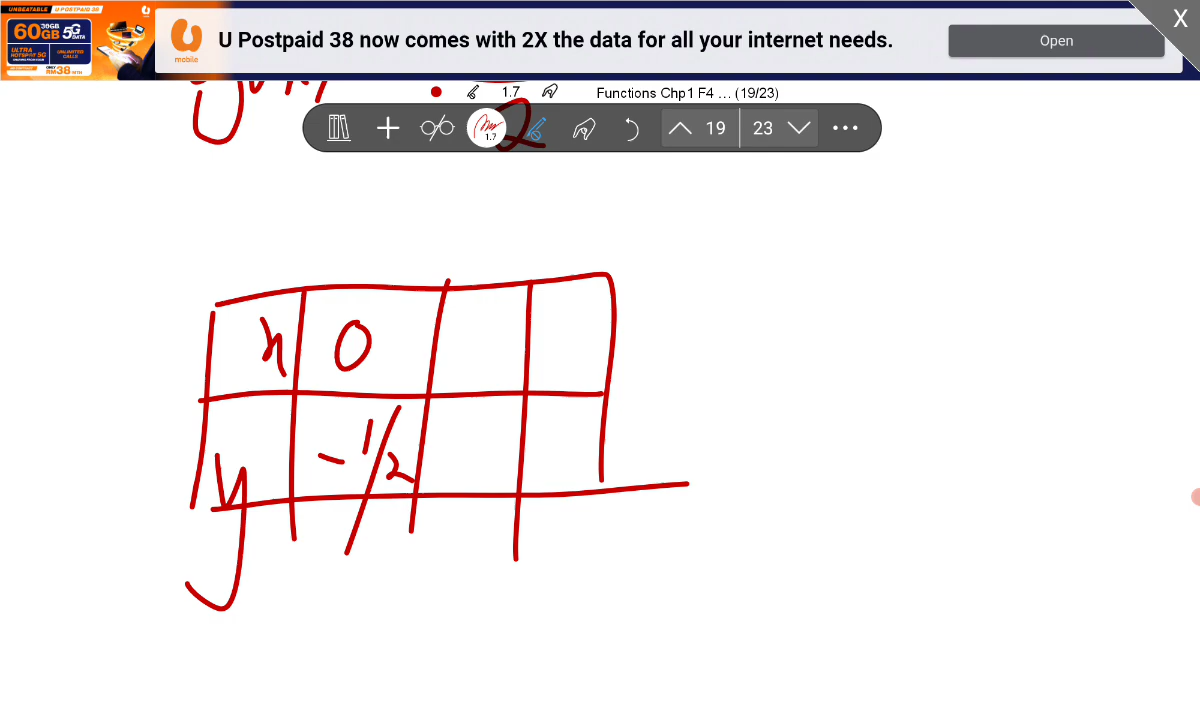 UNBEATABLE U POSTPAID 38
60GB 30GB 5G DATA
ULTRA HOTSPOT 5G
UNLIMITED CALLS
ONLY RM38/MTH
mobile
U Postpaid 38 now comes with 2X the data for all your internet needs.
Open
X
1.7
Functions Chp1 F4 ... (19/23)
2
1.7
19
23
x 0
y -1/2